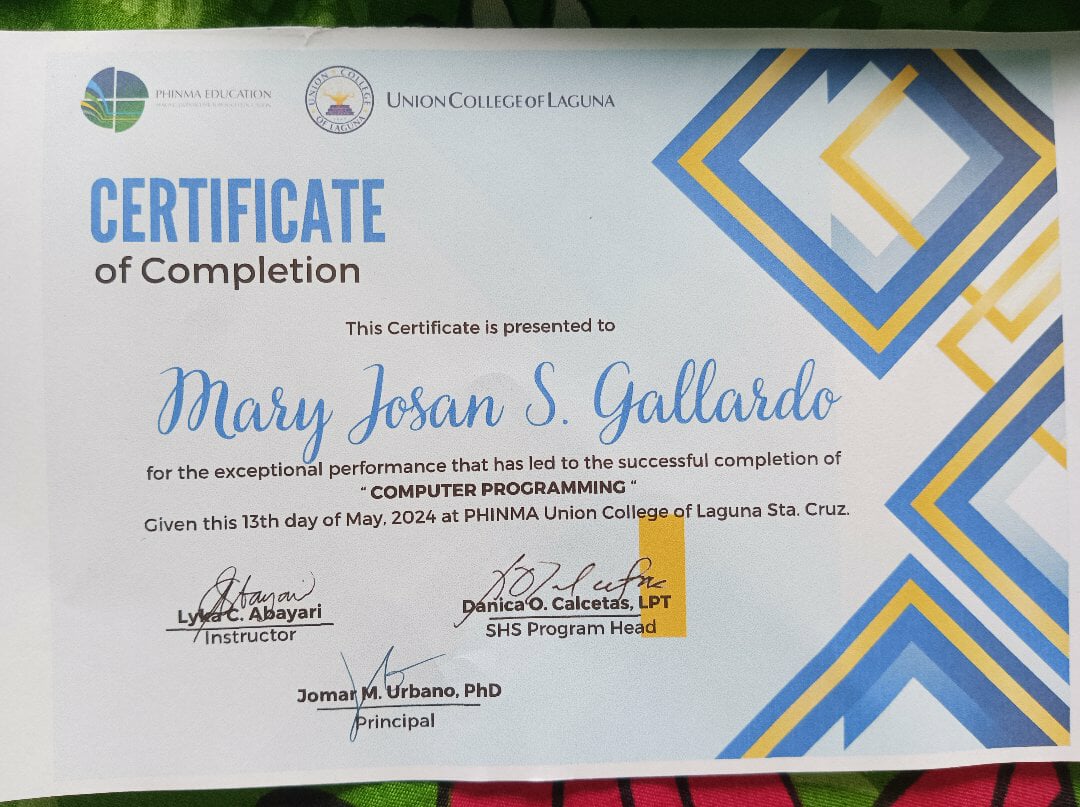 PHINMA EDUCATION
UNION COLLEGE OF LAGUNA
UNION COLLEGE OF LAGUNA
CERTIFICATE
of Completion
This Certificate is presented to
Mary Josan S. Gallardo
for the exceptional performance that has led to the successful completion of
“ COMPUTER PROGRAMMING “
Given this 13th day of May, 2024 at PHINMA Union College of Laguna Sta. Cruz.
Lyka C. Abayari
Instructor
Danica O. Calcetas, LPT
SHS Program Head
Jomar M. Urbano, PhD
Principal